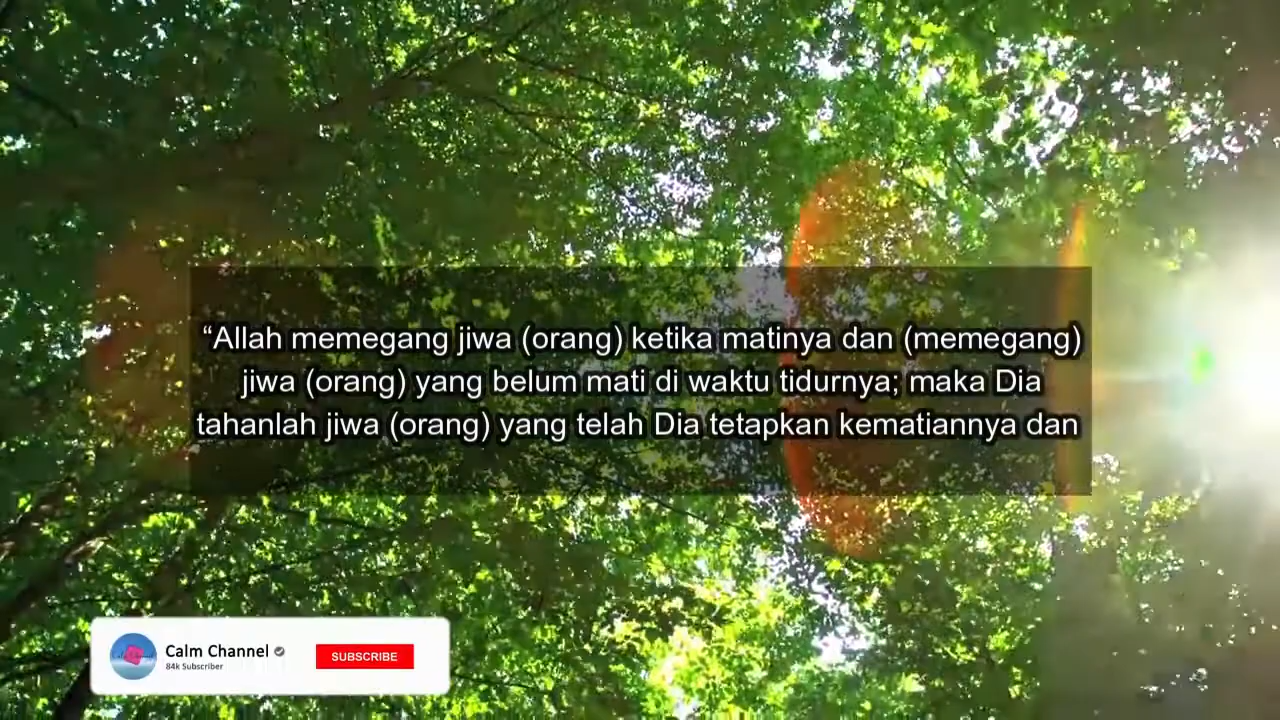 “Allah memegang jiwa (orang) ketika matinya dan (memegang)
jiwa (orang) yang belum mati di waktu tidurnya; maka Dia
tahanlah jiwa (orang) yang telah Dia tetapkan kematiannya dan
Calm Channel
84k Subscriber
SUBSCRIBE